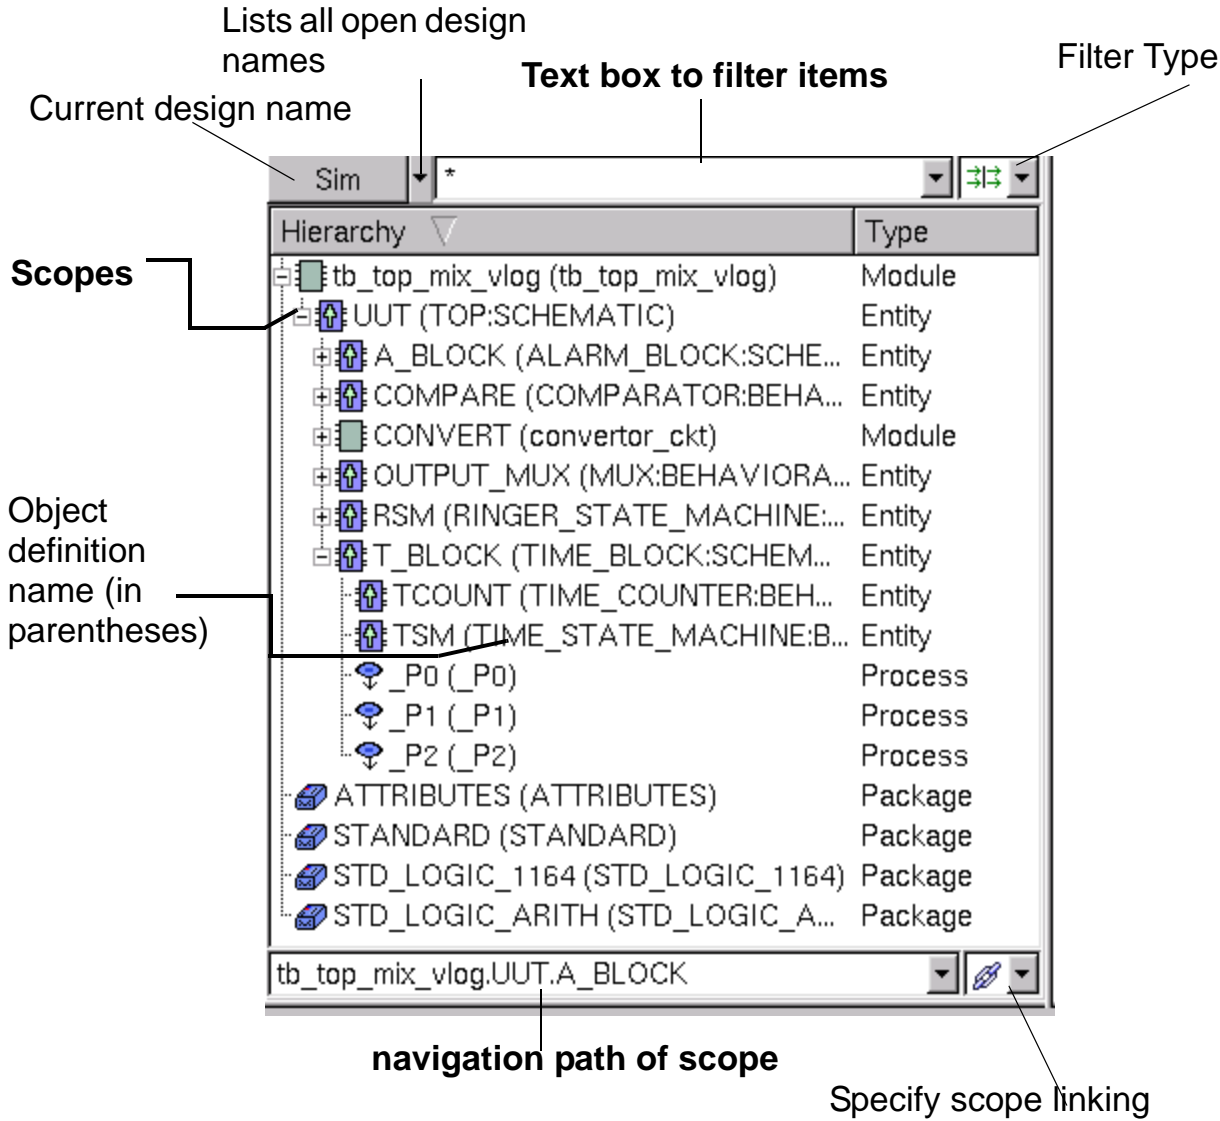 Lists all open design
names
Text box to filter items
Filter Type
Current design name
Sim
*
Hierarchy
Type
Scopes
tb_top_mix_vlog (tb_top_mix_vlog)
Module
UUT (TOP:SCHEMATIC)
Entity
A_BLOCK (ALARM_BLOCK:SCHE...
Entity
COMPARE (COMPARATOR:BEHA...
Entity
CONVERT (convertor_ckt)
Module
OUTPUT_MUX (MUX:BEHAVIORA...
Entity
RSM (RINGER_STATE_MACHINE:...
Entity
T_BLOCK (TIME_BLOCK:SCHEM...
Entity
TCOUNT (TIME_COUNTER:BEH...
Entity
TSM (TIME_STATE_MACHINE:B...
Entity
Object
definition
name (in
parentheses)
_P0 (_P0)
Process
_P1 (_P1)
Process
_P2 (_P2)
Process
ATTRIBUTES (ATTRIBUTES)
Package
STANDARD (STANDARD)
Package
STD_LOGIC_1164 (STD_LOGIC_1164)
Package
STD_LOGIC_ARITH (STD_LOGIC_A...
Package
tb_top_mix_vlog.UUT.A_BLOCK
navigation path of scope
Specify scope linking